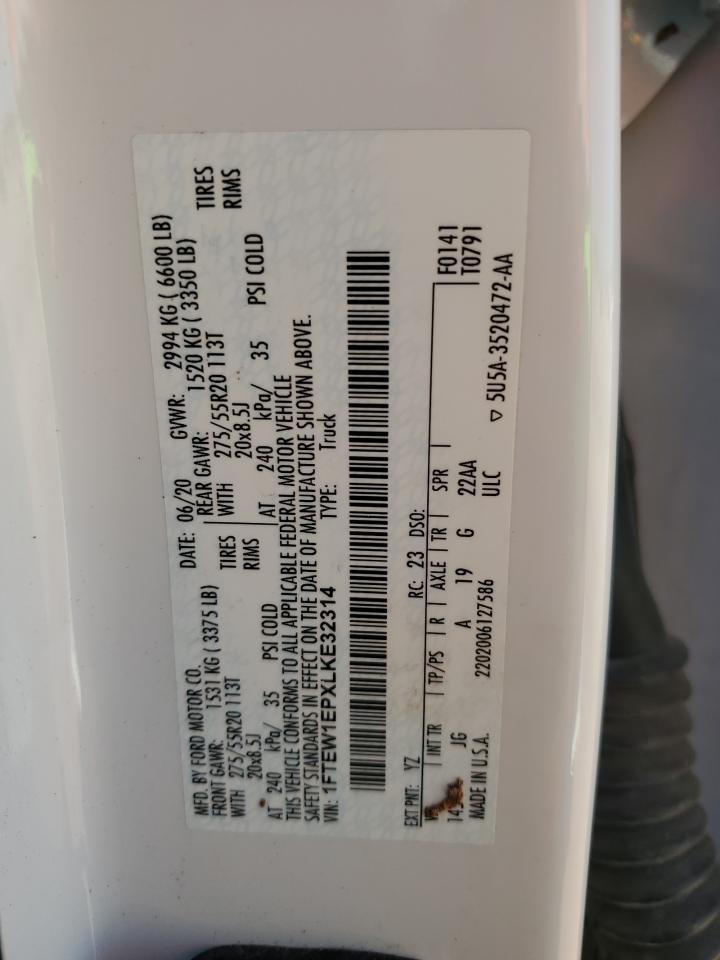 MFD. BY FORD MOTOR CO. DATE: 06/20 GVWR: 2994 KG ( 6600 LB)
FRONT GAWR: 1531 KG ( 3375 LB) REAR GAWR: 1520 KG ( 3350 LB)
WITH 275/55R20 113T TIRES WITH 275/55R20 113T TIRES
20x8.5J RIMS 20x8.5J RIMS
AT 240 kPa/ 35 PSI COLD AT 240 kPa/ 35 PSI COLD
THIS VEHICLE CONFORMS TO ALL APPLICABLE FEDERAL MOTOR VEHICLE
SAFETY STANDARDS IN EFFECT ON THE DATE OF MANUFACTURE SHOWN ABOVE.
VIN: 1FTEW1EPXLKE32314 TYPE: Truck
EXT PNT: YZ RC: 23 DSO: F0141
INT TR TP/PS R AXLE TR SPR T0791
JG A 19 G 22AA
MADE IN U.S.A. 2202006127586 ULC
▽ 5U5A-3520472-AA